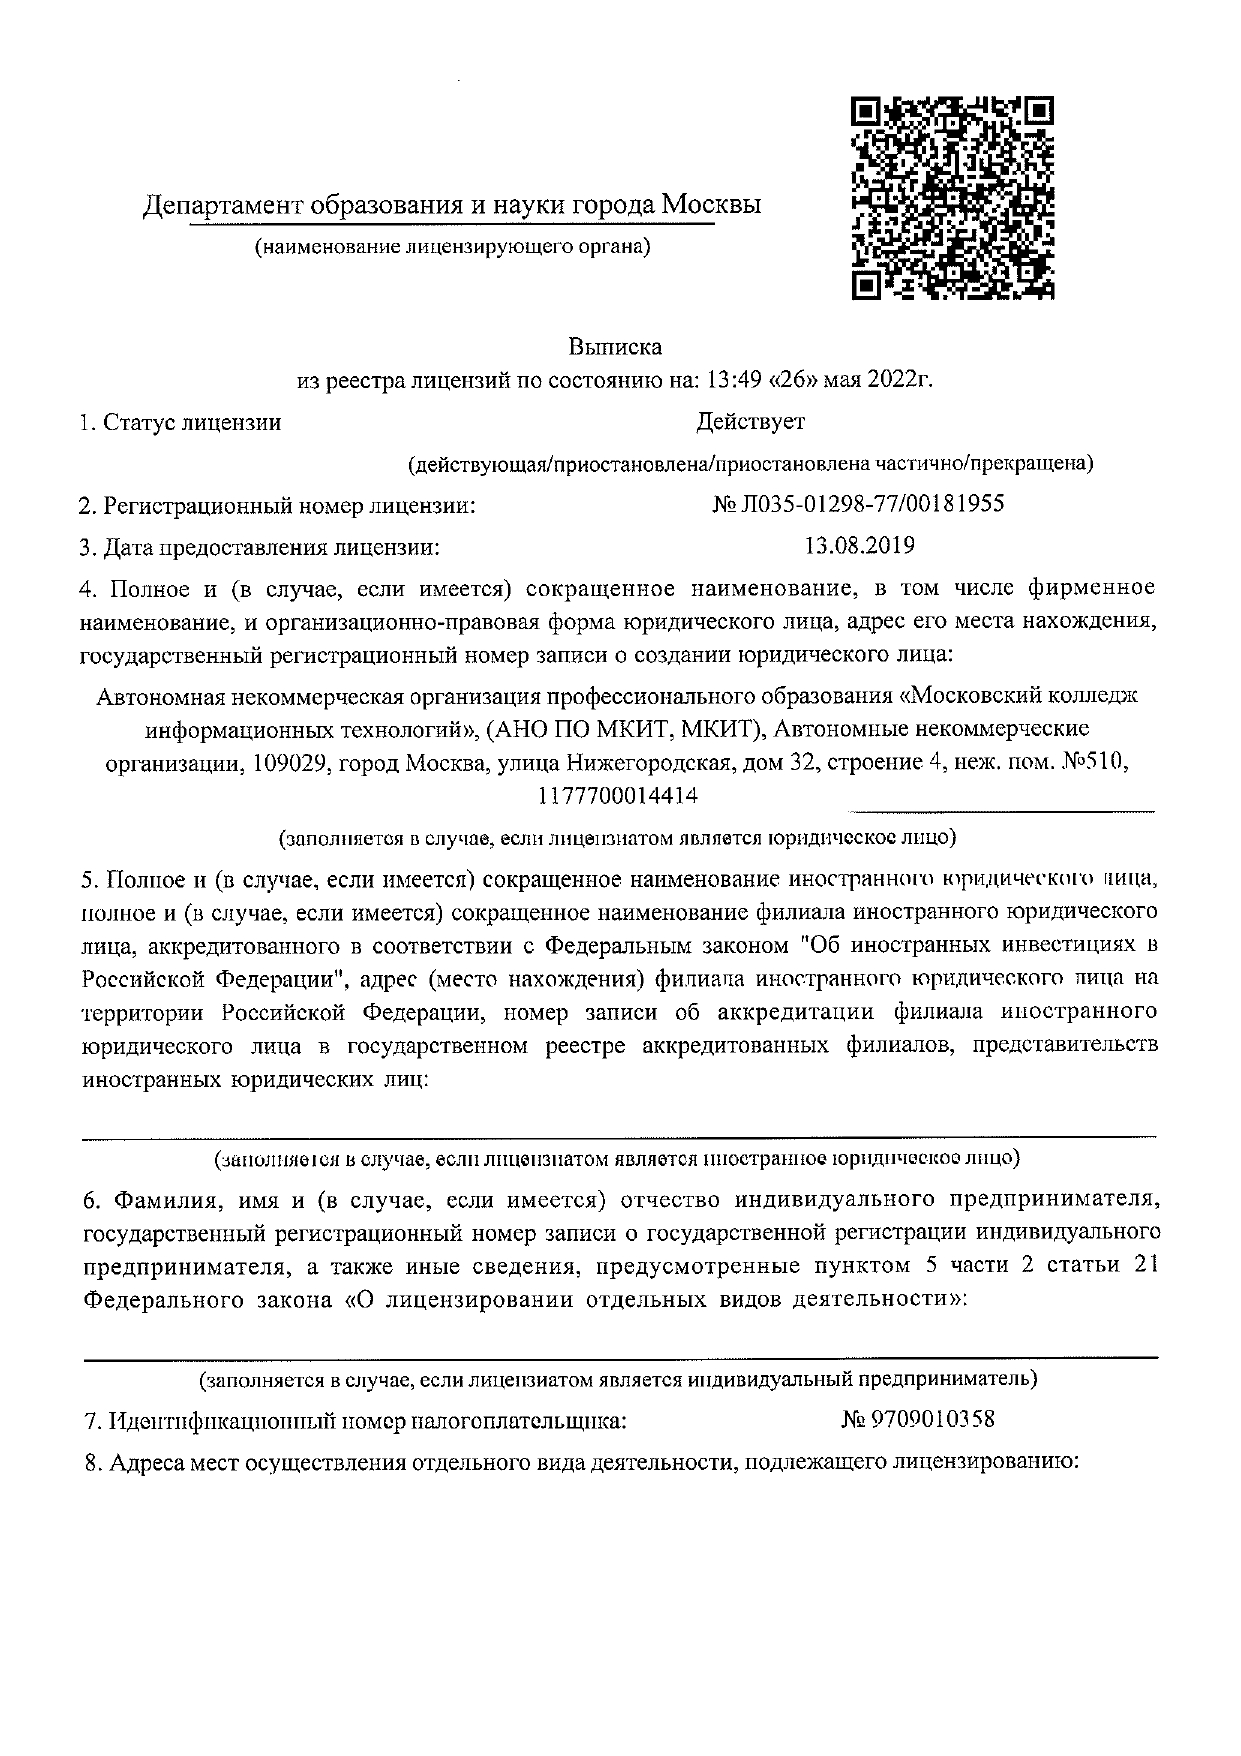 Департамент образования и науки города Москвы
(наименование лицензирующего органа)
Выписка
из реестра лицензий по состоянию на: 13:49 «26» мая 2022г.
1. Статус лицензии Действует
(действующая/приостановлена/приостановлена частично/прекращена)
2. Регистрационный номер лицензии: № Л035-01298-77/00181955
3. Дата предоставления лицензии: 13.08.2019
4. Полное и (в случае, если имеется) сокращенное наименование, в том числе фирменное
наименование, и организационно-правовая форма юридического лица, адрес его места нахождения,
государственный регистрационный номер записи о создании юридического лица:
Автономная некоммерческая организация профессионального образования «Московский колледж
информационных технологий», (АНО ПО МКИТ, МКИТ), Автономные некоммерческие
организации, 109029, город Москва, улица Нижегородская, дом 32, строение 4, неж. пом. №510,
1177700014414
(заполняется в случае, если лицензиатом является юридическое лицо)
5. Полное и (в случае, если имеется) сокращенное наименование иностранного юридического лица,
полное и (в случае, если имеется) сокращенное наименование филиала иностранного юридического
лица, аккредитованного в соответствии с Федеральным законом "Об иностранных инвестициях в
Российской Федерации", адрес (место нахождения) филиала иностранного юридического лица на
территории Российской Федерации, номер записи об аккредитации филиала иностранного
юридического лица в государственном реестре аккредитованных филиалов, представительств
иностранных юридических лиц:
(заполняется в случае, если лицензиатом является иностранное юридическое лицо)
6. Фамилия, имя и (в случае, если имеется) отчество индивидуального предпринимателя,
государственный регистрационный номер записи о государственной регистрации индивидуального
предпринимателя, а также иные сведения, предусмотренные пунктом 5 части 2 статьи 21
Федерального закона «О лицензировании отдельных видов деятельности»:
(заполняется в случае, если лицензиатом является индивидуальный предприниматель)
7. Идентификационный номер налогоплательщика: № 9709010358
8. Адреса мест осуществления отдельного вида деятельности, подлежащего лицензированию: